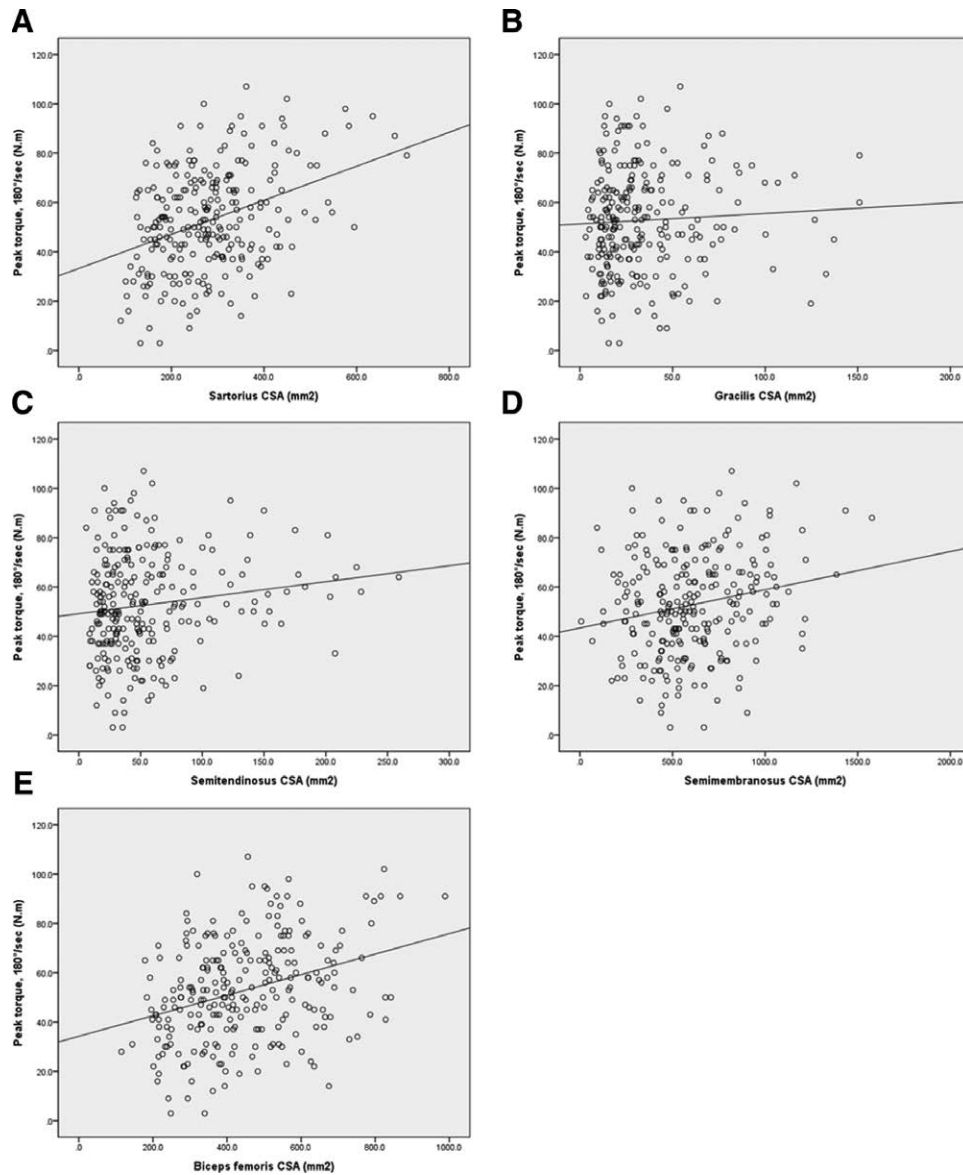 A
120.0
100.0
80.0
60.0
40.0
20.0
.0
Peak torque, 180°/sec (N.m)
.0 200.0 400.0 600.0 800.0
Sartorius CSA (mm2)
B
120.0
100.0
80.0
60.0
40.0
20.0
.0
Peak torque, 180°/sec (N.m)
.0 50.0 100.0 150.0 200.
Gracilis CSA (mm2)
C
120.0
100.0
80.0
60.0
40.0
20.0
.0
Peak torque, 180°/sec (N.m)
.0 50.0 100.0 150.0 200.0 250.0 300.0
Semitendinosus CSA (mm2)
D
120.0
100.0
80.0
60.0
40.0
20.0
.0
Peak torque, 180°/sec (N.m)
.0 500.0 1000.0 1500.0 2000.
Semimembranosus CSA (mm2)
E
120.0
100.0
80.0
60.0
40.0
20.0
.0
Peak torque, 180°/sec (N.m)
.0 200.0 400.0 600.0 800.0 1000.0
Biceps femoris CSA (mm2)